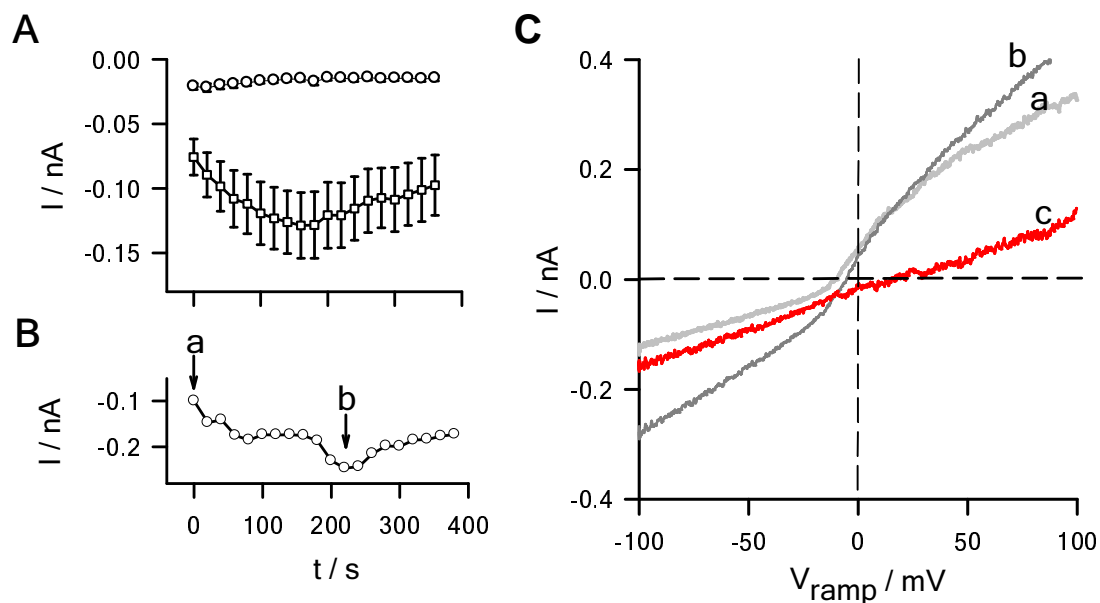 A
0.00
-0.05
-0.10
-0.15
I / nA
B
a
b
-0.1
-0.2
I / nA
0 100 200 300 400
t / s
C
0.4
0.2
0.0
-0.2
-0.4
I / nA
b
a
c
-100 -50 0 50 100
Vramp / mV